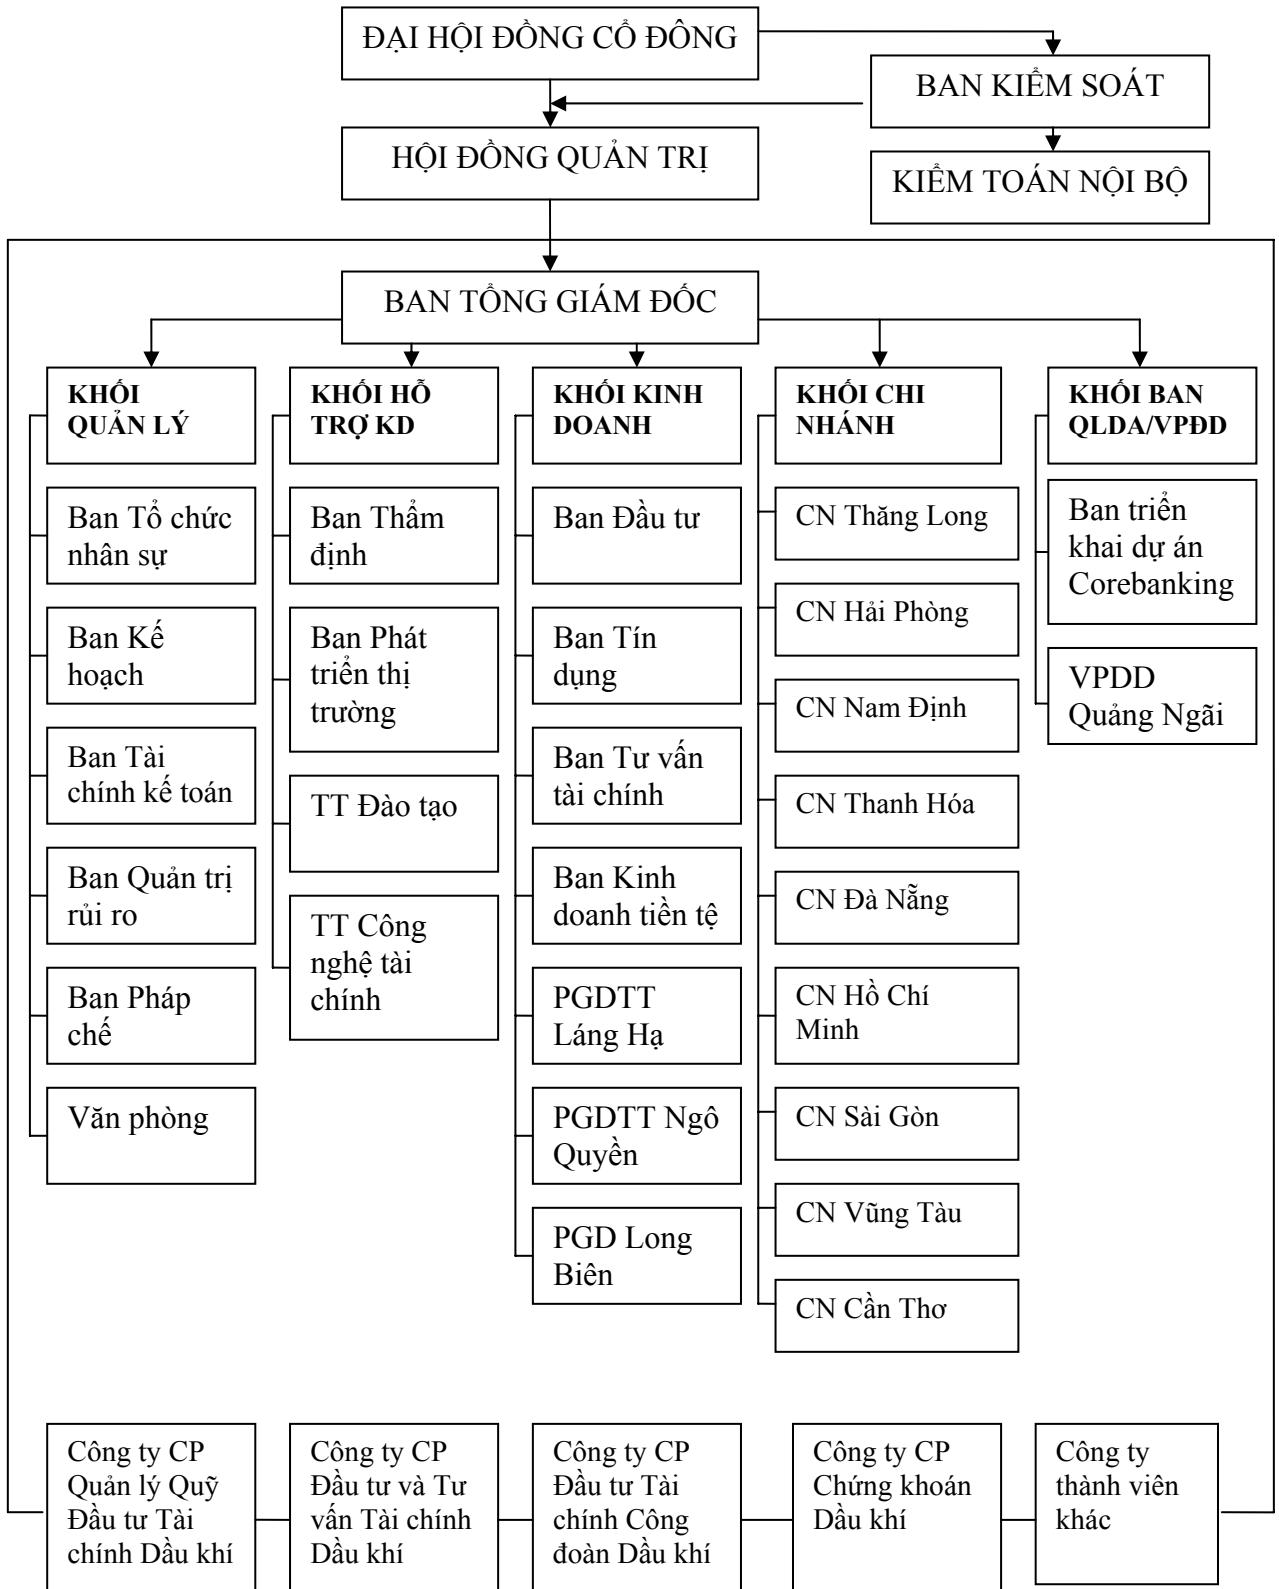 ĐẠI HỘI ĐỒNG CỔ ĐÔNG
BAN KIỂM SOÁT
HỘI ĐỒNG QUẢN TRỊ
KIỂM TOÁN NỘI BỘ
BAN TỔNG GIÁM ĐỐC
KHỐI
QUẢN LÝ
Ban Tổ chức
nhân sự
Ban Kế
hoạch
Ban Tài
chính kế toán
Ban Quản trị
rủi ro
Ban Pháp
chế
Văn phòng
KHỐI HỖ
TRỢ KD
Ban Thẩm
định
Ban Phát
triển thị
trường
TT Đào tạo
TT Công
nghệ tài
chính
KHỐI KINH
DOANH
Ban Đầu tư
Ban Tín
dụng
Ban Tư vấn
tài chính
Ban Kinh
doanh tiền tệ
PGDTT
Láng Hạ
PGDTT Ngô
Quyền
PGD Long
Biên
KHỐI CHI
NHÁNH
CN Thăng Long
CN Hải Phòng
CN Nam Định
CN Thanh Hóa
CN Đà Nẵng
CN Hồ Chí
Minh
CN Sài Gòn
CN Vũng Tàu
CN Cần Thơ
KHỐI BAN
QLDA/VPĐD
Ban triển
khai dự án
Corebanking
VPDD
Quảng Ngãi
Công ty CP
Quản lý Quỹ
Đầu tư Tài
chính Dầu khí
Công ty CP
Đầu tư và Tư
vấn Tài chính
Dầu khí
Công ty CP
Đầu tư Tài
chính Công
đoàn Dầu khí
Công ty CP
Chứng khoán
Dầu khí
Công ty
thành viên
khác